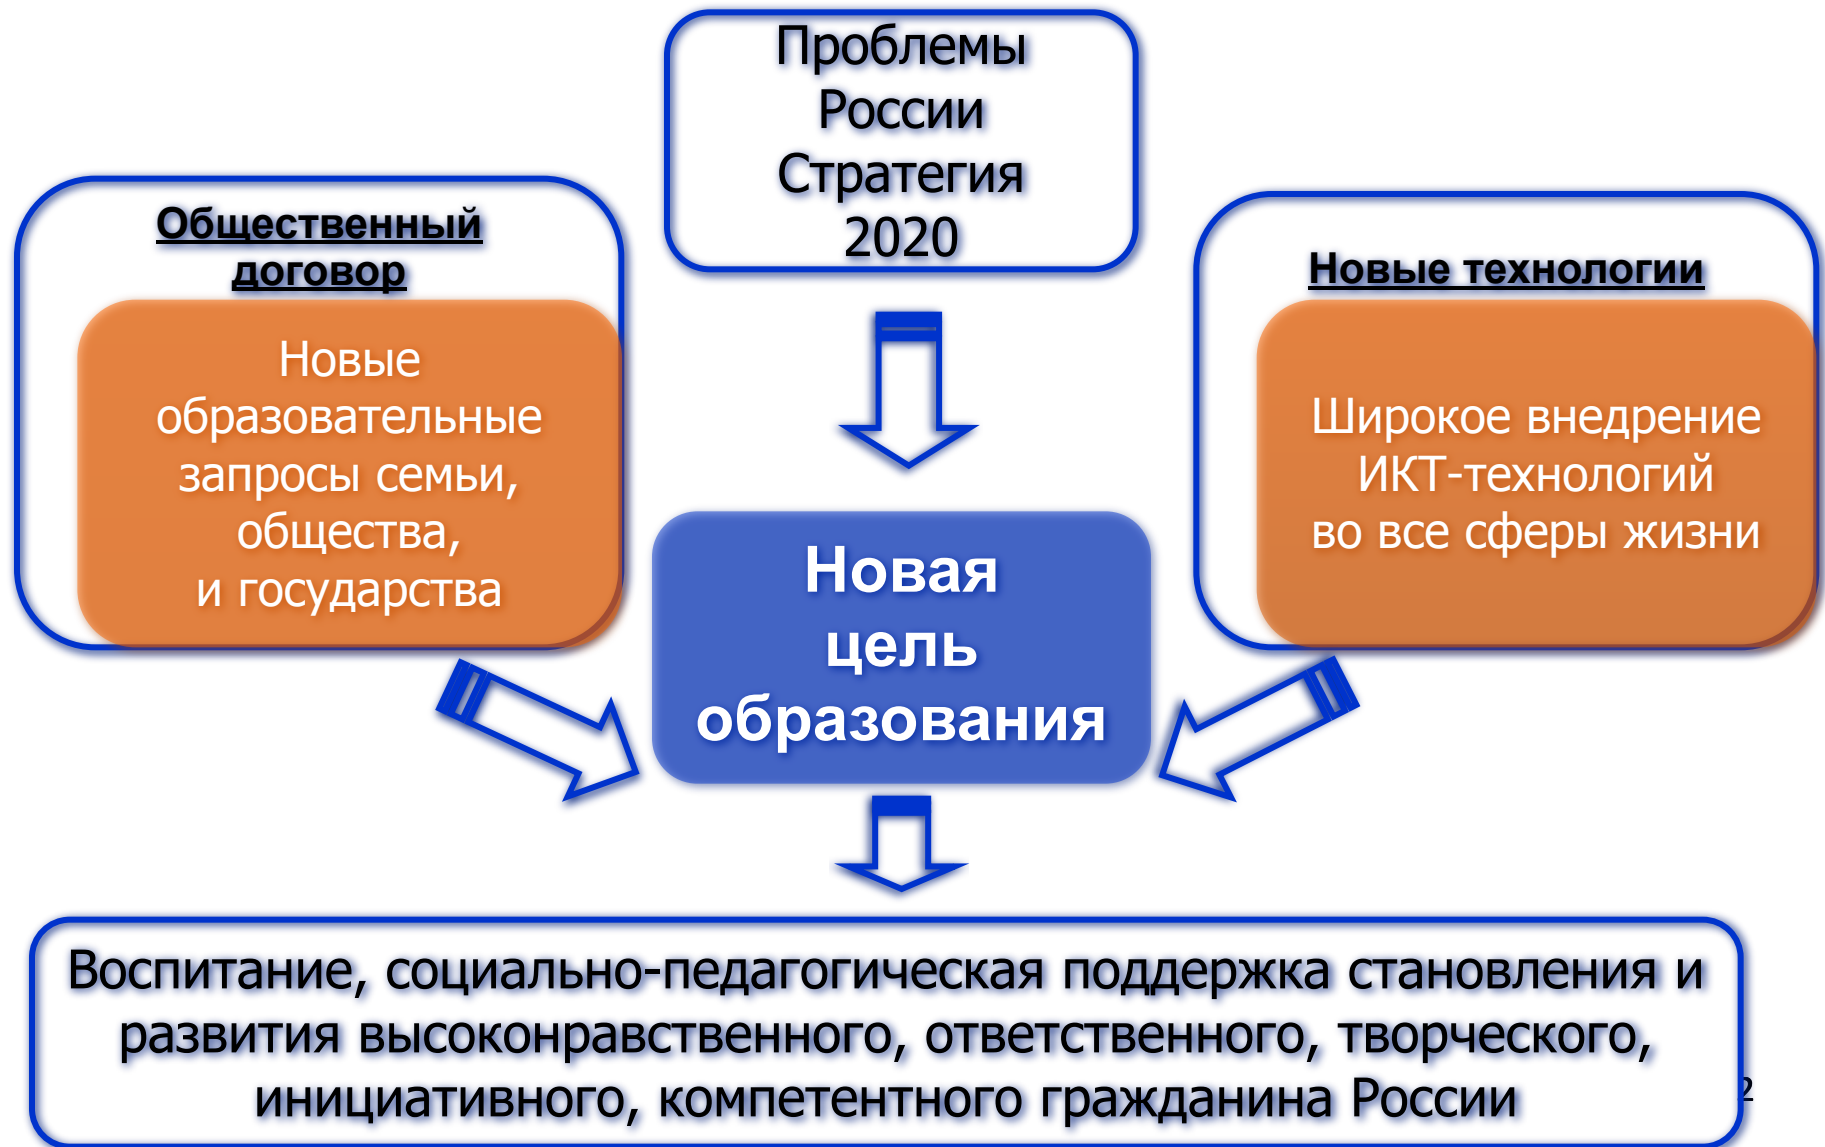 Проблемы
России
Стратегия
2020
Общественный
договор
Новые
образовательные
запросы семьи,
общества,
и государства
Новые технологии
Широкое внедрение
ИКТ-технологий
во все сферы жизни
Новая
цель
образования
Воспитание, социально-педагогическая поддержка становления и
развития высоконравственного, ответственного, творческого,
инициативного, компетентного гражданина России
2